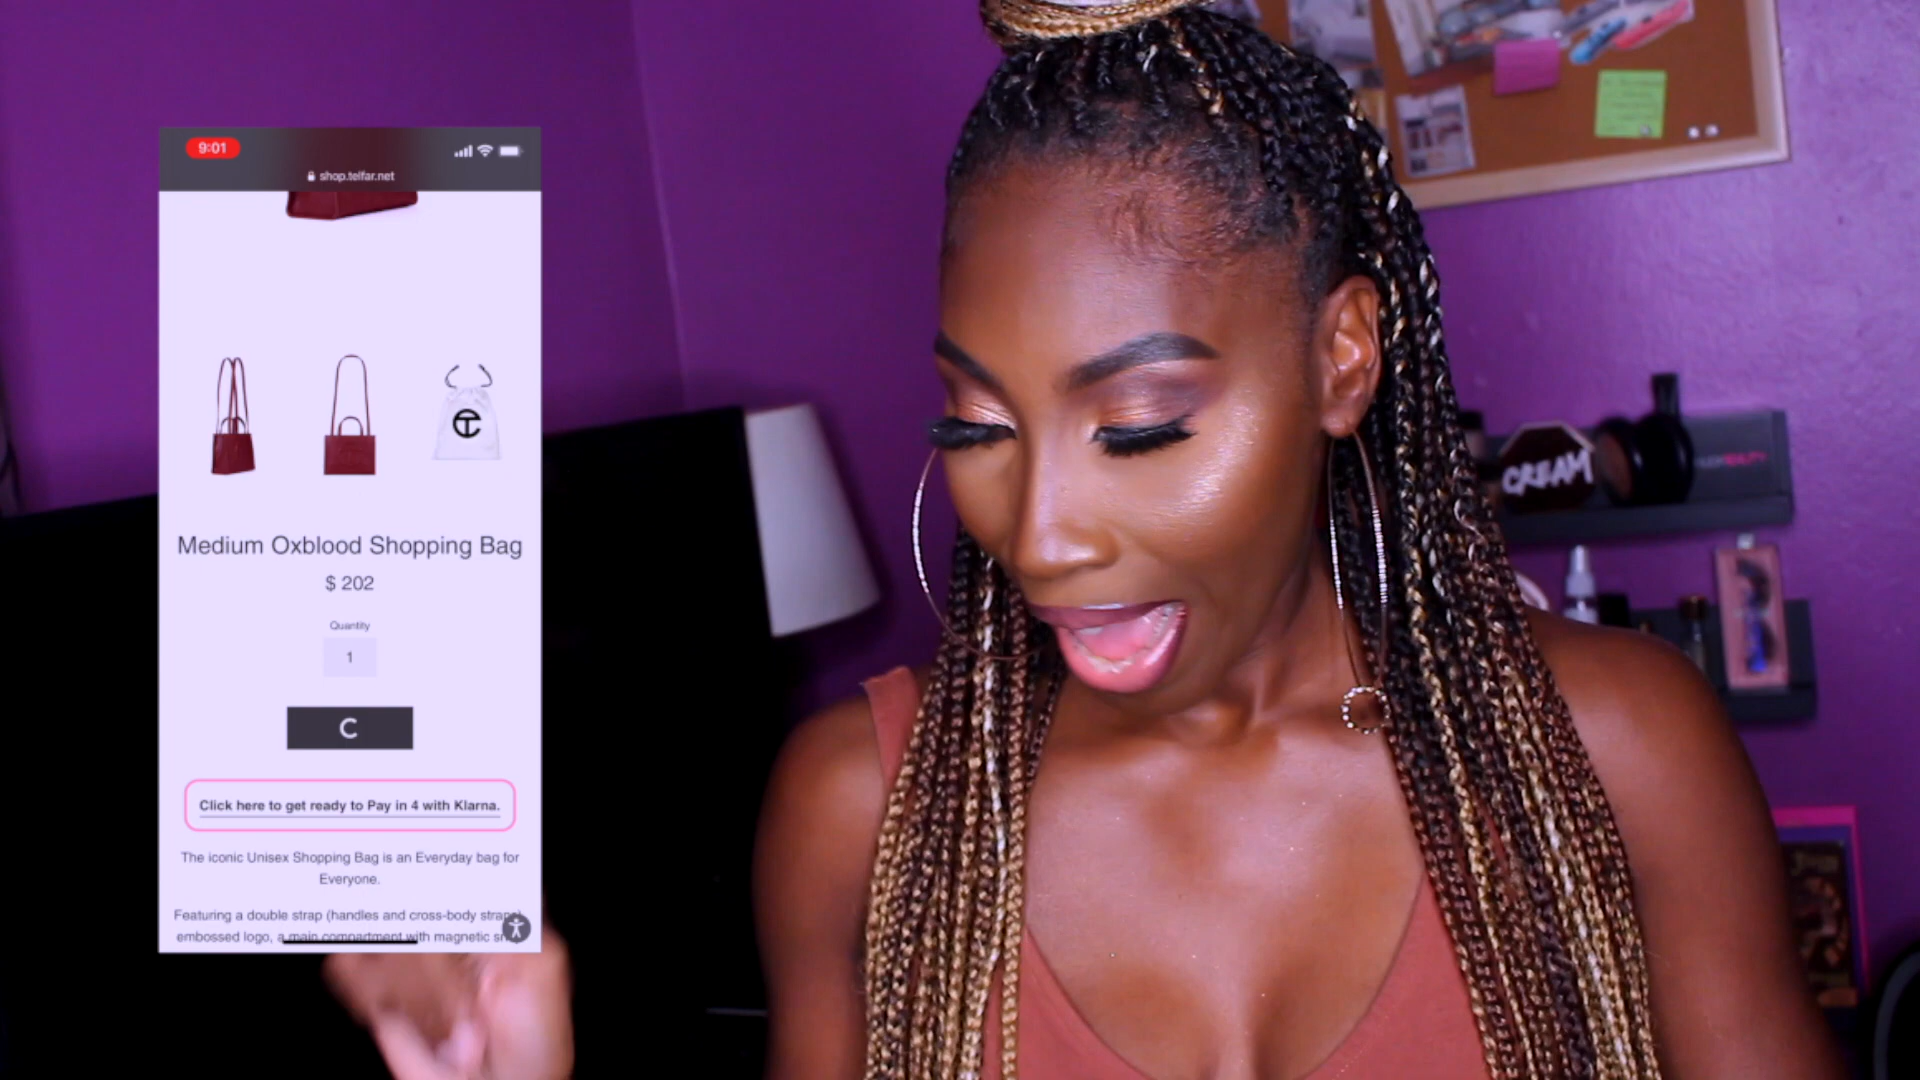 9:01
shop.telfar.net
Medium Oxblood Shopping Bag
$ 202
Quantity
1
Click here to get ready to Pay in 4 with Klarna.
The iconic Unisex Shopping Bag is an Everyday bag for
Everyone.
Featuring a double strap (handles and cross-body straps)
embossed logo, a main compartment with magnetic
CREAM